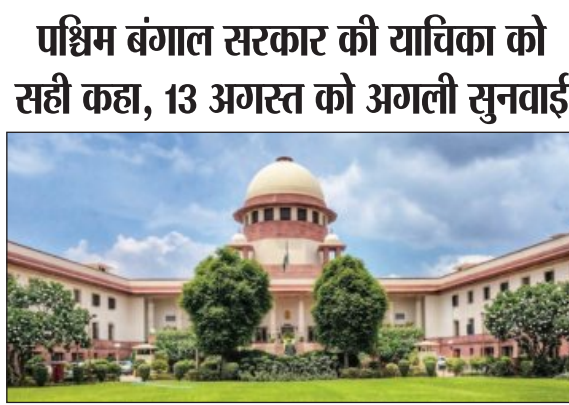 पश्चिम बंगाल सरकार की याचिका को
सही कहा, 13 अगस्त को अगली सुनवाई